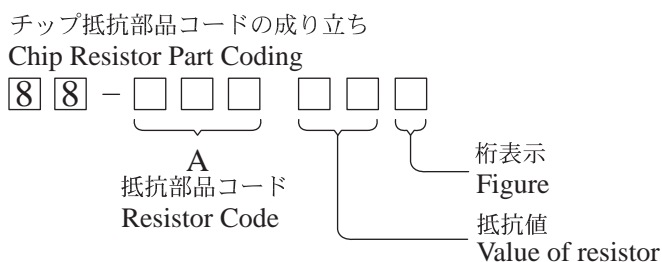 チップ抵抗部品コードの成り立ち
Chip Resistor Part Coding
8 8 − □ □ □ □ □ □
A
抵抗部品コード
Resistor Code
桁表示
Figure
抵抗値
Value of resistor